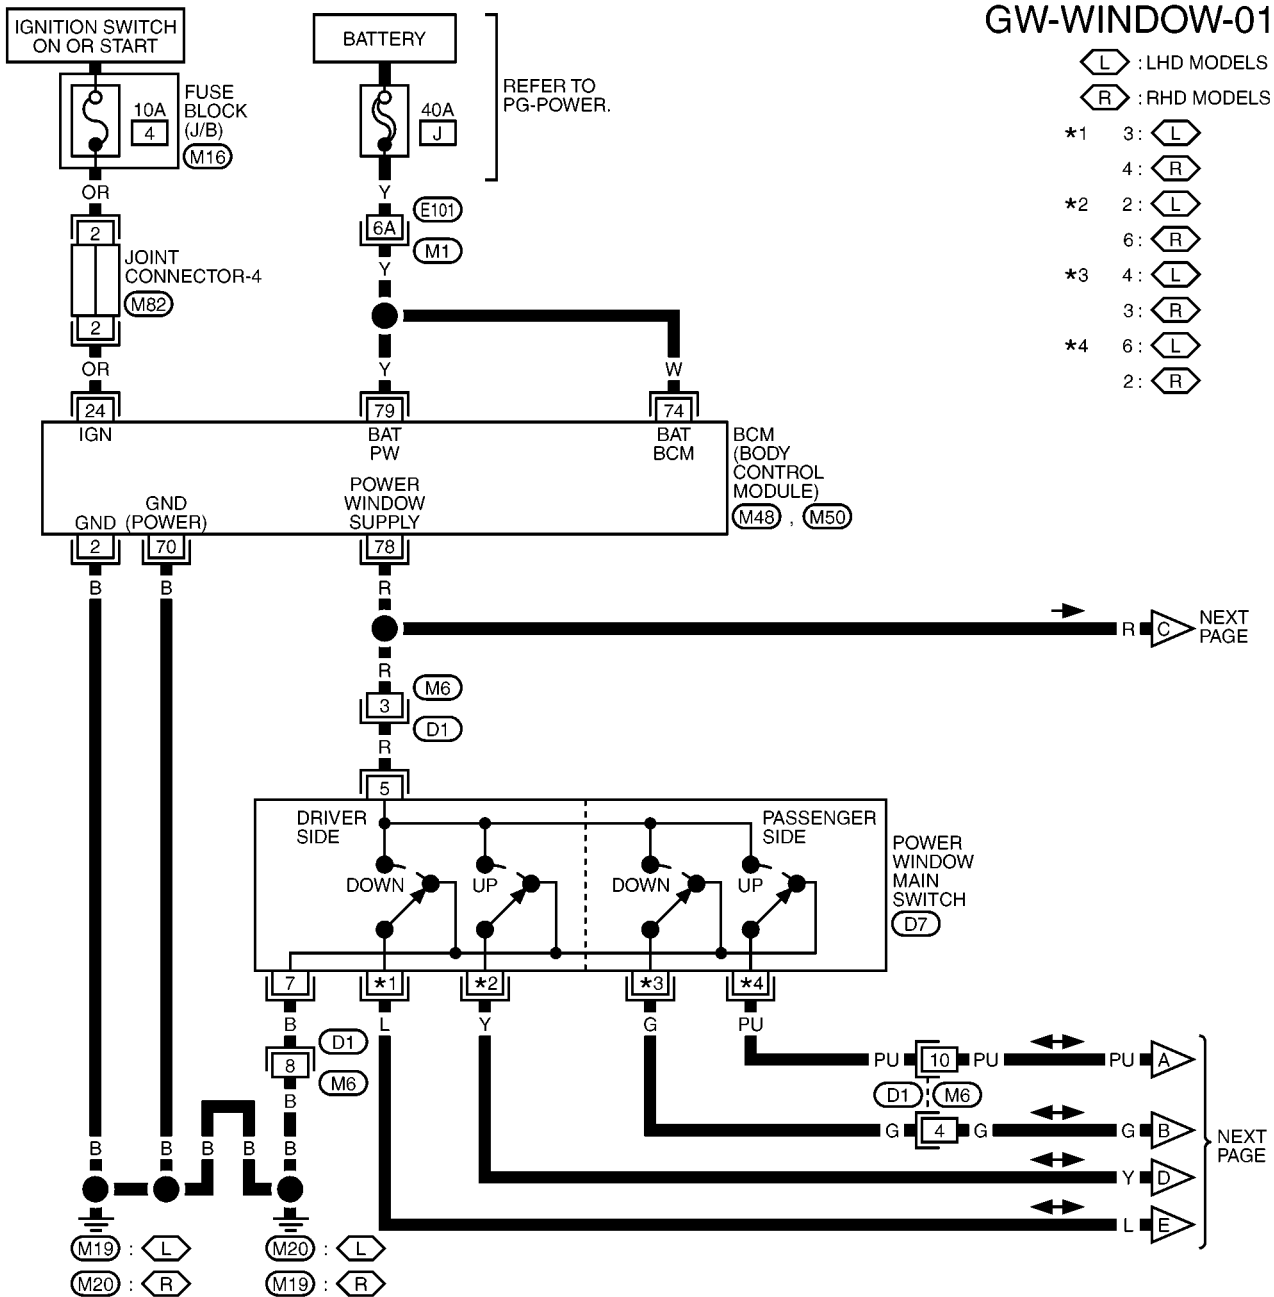 GW-WINDOW-01
IGNITION SWITCH
ON OR START
BATTERY
REFER TO
PG-POWER.
10A
4
FUSE
BLOCK
(J/B)
M16
40A
J
L : LHD MODELS
R : RHD MODELS
*1 3 : L
4 : R
*2 2 : L
6 : R
*3 4 : L
3 : R
*4 6 : L
2 : R
OR
2
JOINT
CONNECTOR-4
M82
2
OR
Y
6A
E101
M1
Y
Y
W
24
79
74
IGN
BAT
PW
BAT
BCM
BCM
(BODY
CONTROL
MODULE)
M48 , M50
GND
GND
(POWER)
POWER
WINDOW
SUPPLY
2
70
78
B
B
R
R
C
NEXT
PAGE
R
3
M6
D1
R
5
DRIVER
SIDE
PASSENGER
SIDE
DOWN
UP
DOWN
UP
POWER
WINDOW
MAIN
SWITCH
D7
7
*1
*2
*3
*4
B
L
Y
G
PU
D1
8
M6
B
PU
10
PU
PU
A
D1
M6
G
4
G
G
B
Y
D
L
E
NEXT
PAGE
B
B
B
B
B
M19 : L
M20 : R
M20 : L
M19 : R